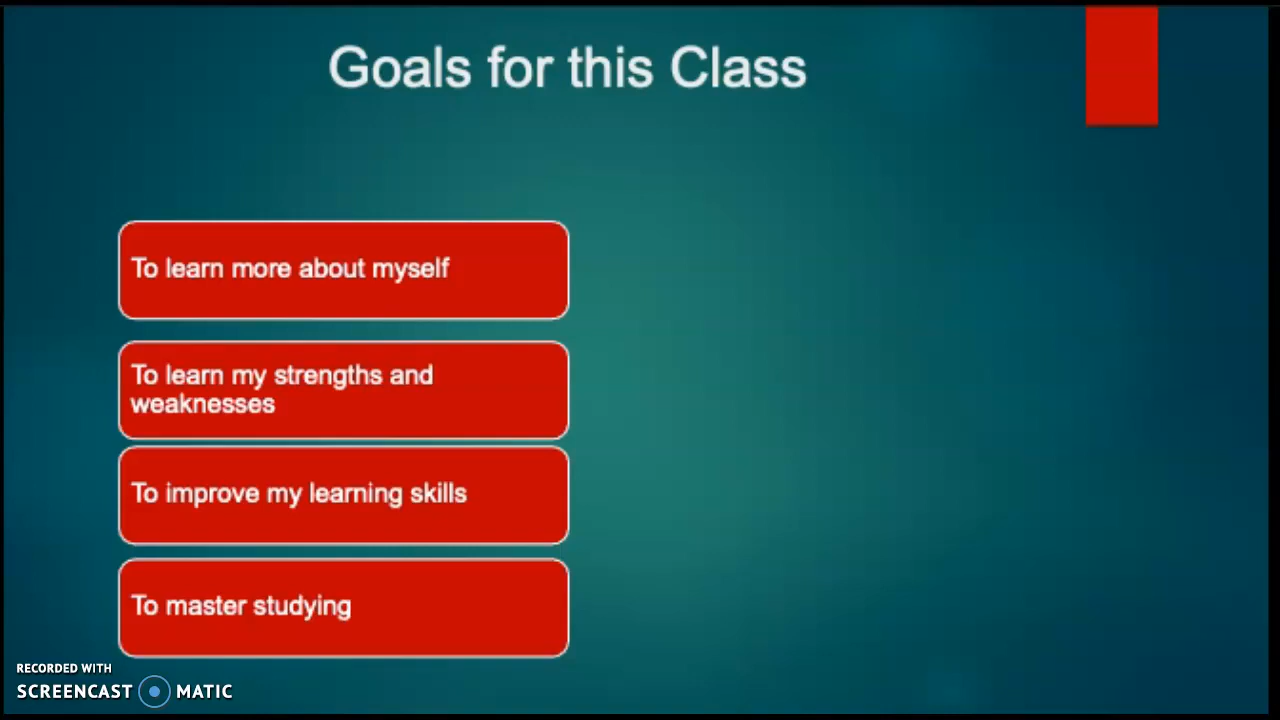 Goals for this Class
To learn more about myself
To learn my strengths and
weaknesses
To improve my learning skills
To master studying
RECORDED WITH
SCREENCAST MATIC